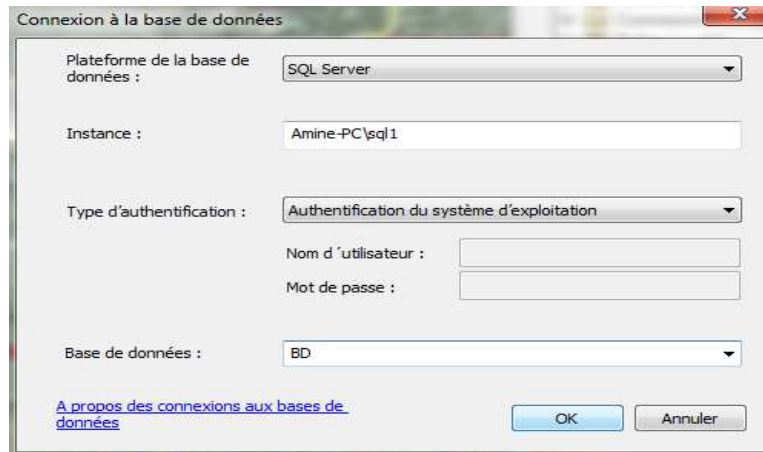 Connexion à la base de données
Plateforme de la base de
données :
SQL Server
Instance :
Amine-PC\sql1
Type d'authentification :
Authentification du système d'exploitation
Nom d ´utilisateur :
Mot de passe :
Base de données :
BD
A propos des connexions aux bases de
données
OK
Annuler